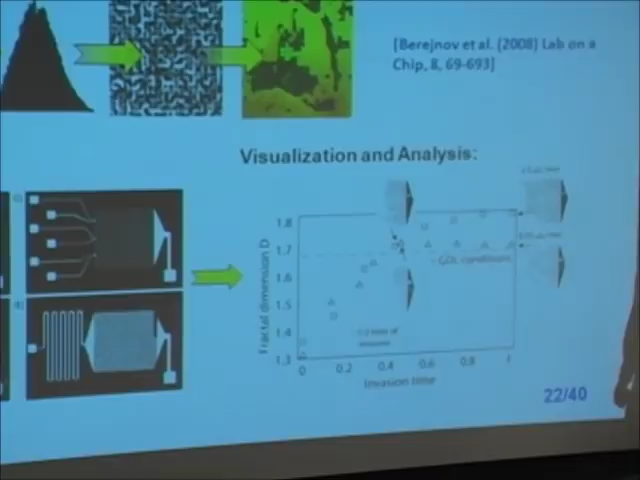 [Berejnov et al. (2008) Lab on a
Chip, 8, 69-693]
Visualization and Analysis:
Fractal dimension D
1.8
1.7
1.6
1.5
1.4
1.3
0
0.2
0.4
0.6
0.8
1
Invasion time
GDL conditions
22/40